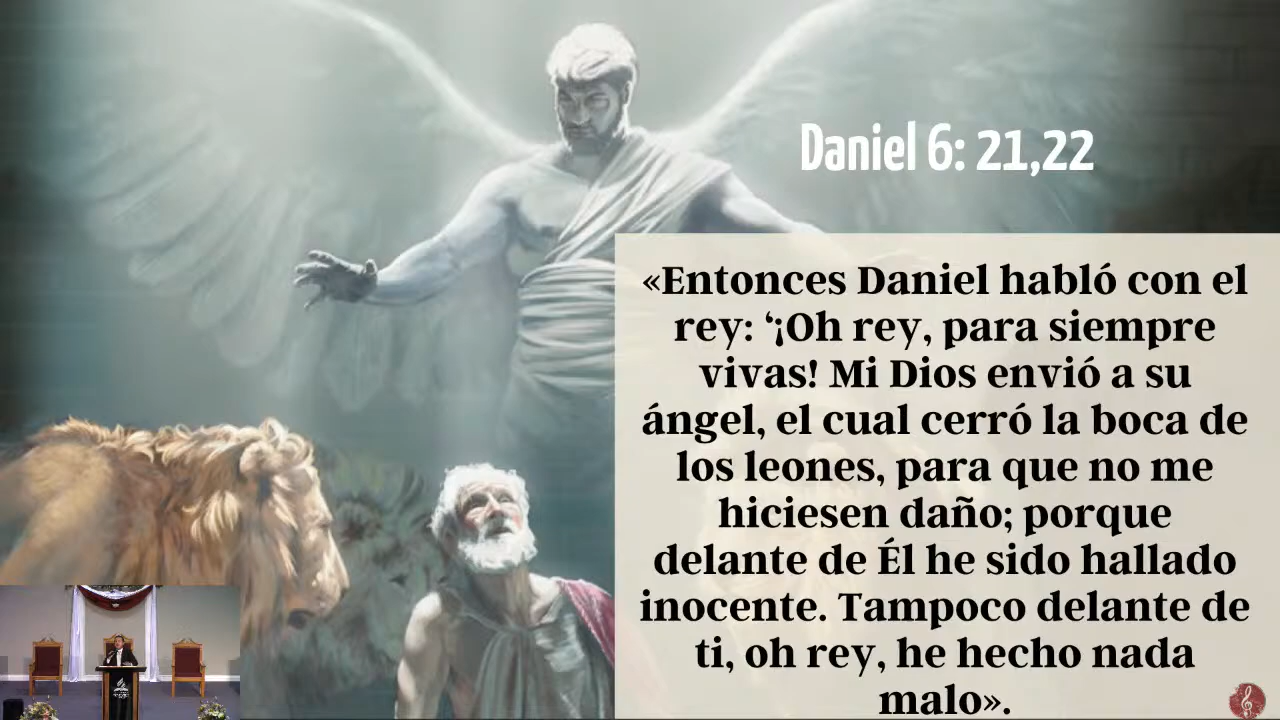 Daniel 6: 21,22
«Entonces Daniel habló con el
rey: ‘¡Oh rey, para siempre
vivas! Mi Dios envió a su
ángel, el cual cerró la boca de
los leones, para que no me
hiciesen daño; porque
delante de Él he sido hallado
inocente. Tampoco delante de
ti, oh rey, he hecho nada
malo».